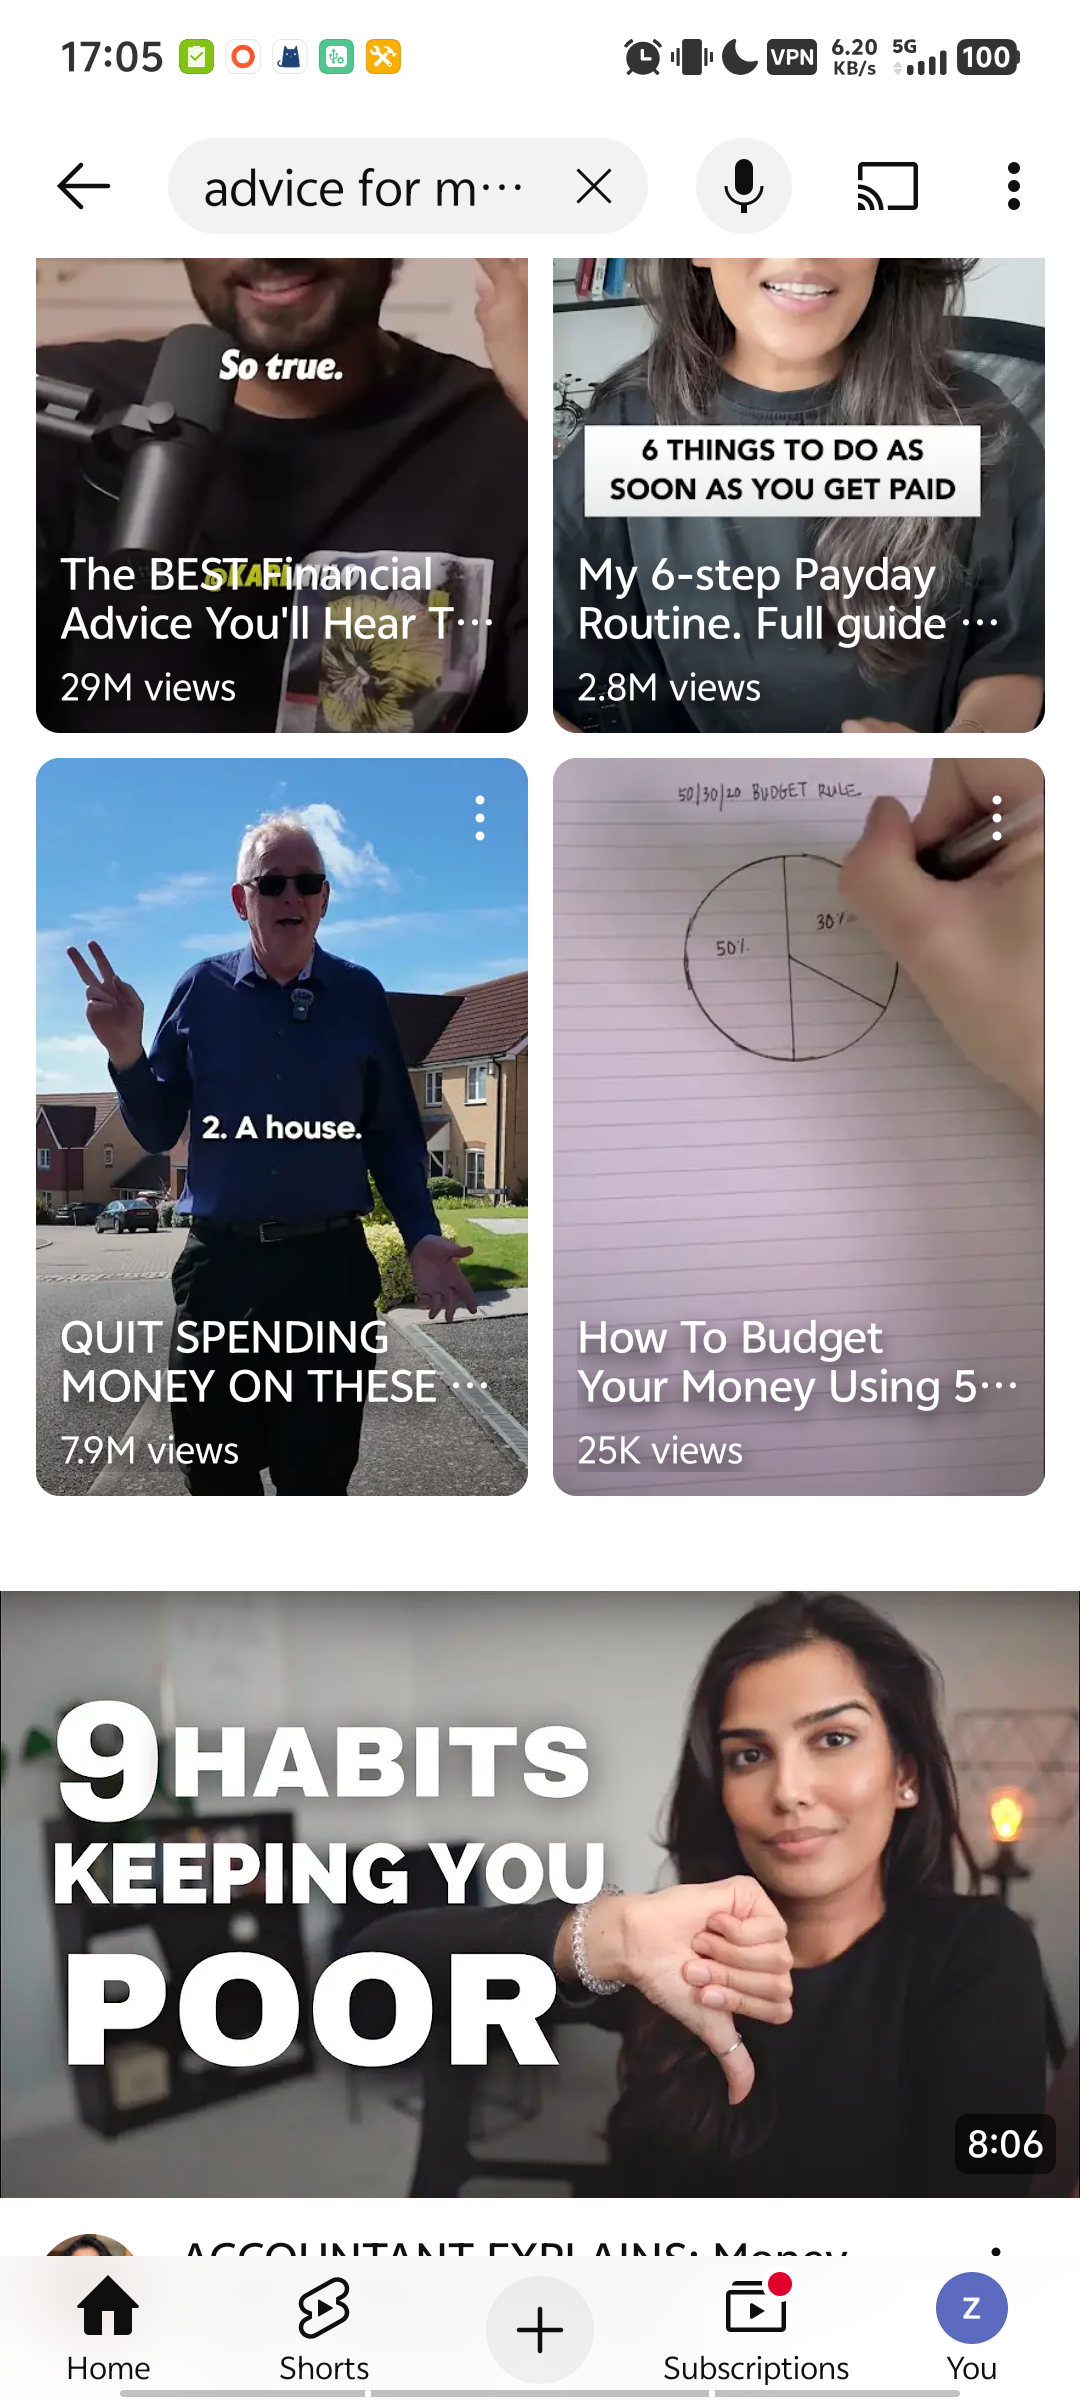 17:05
VPN
6.20
KB/s
5G
100
advice for m...
So true.
The BEST Financial
Advice You'll Hear T...
29M views
6 THINGS TO DO AS
SOON AS YOU GET PAID
My 6-step Payday
Routine. Full guide ...
2.8M views
2. A house.
QUIT SPENDING
MONEY ON THESE ...
7.9M views
50/30/20 BUDGET RULE
50%
30%
How To Budget
Your Money Using 5...
25K views
9 HABITS
KEEPING YOU
POOR
8:06
ACCOUNTANT EXPLAINS: Money
Home
Shorts
Subscriptions
Z
You